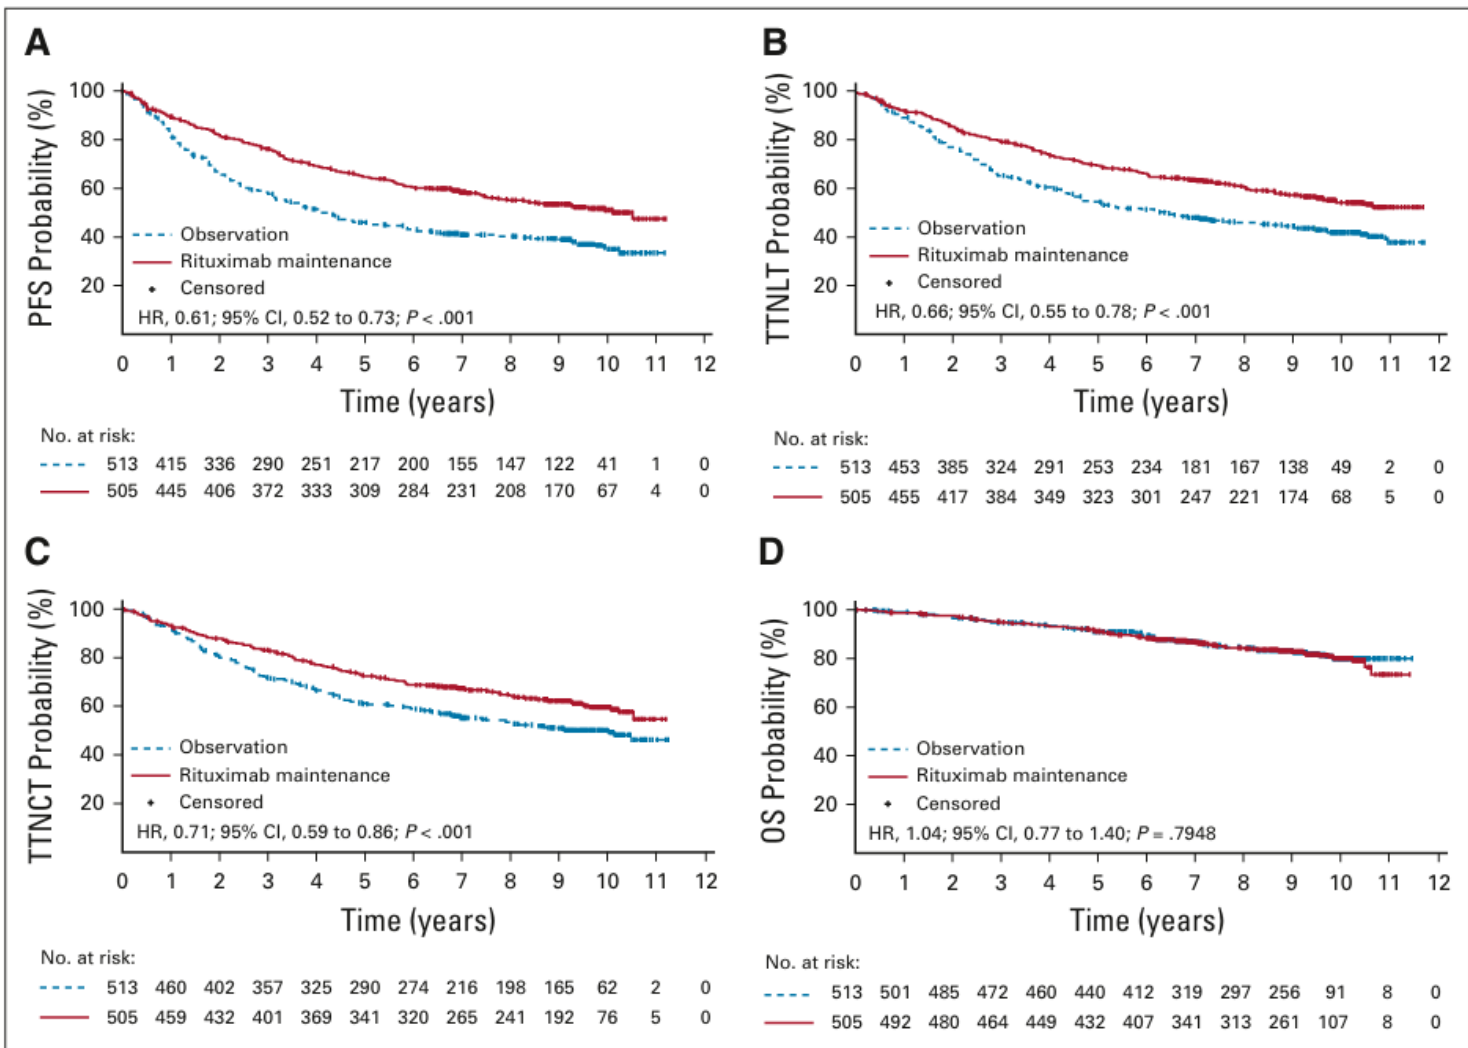 A
PFS Probability (%)
100
80
60
40
20
Observation
Rituximab maintenance
Censored
HR, 0.61; 95% CI, 0.52 to 0.73; P < .001
0 1 2 3 4 5 6 7 8 9 10 11 12
Time (years)
No. at risk:
513 415 336 290 251 217 200 155 147 122 41 1 0
505 445 406 372 333 309 284 231 208 170 67 4 0
B
TTNLT Probability (%)
100
80
60
40
20
Observation
Rituximab maintenance
Censored
HR, 0.66; 95% CI, 0.55 to 0.78; P < .001
0 1 2 3 4 5 6 7 8 9 10 11 12
Time (years)
No. at risk:
513 453 385 324 291 253 234 181 167 138 49 2 0
505 455 417 384 349 323 301 247 221 174 68 5 0
C
TTNCT Probability (%)
100
80
60
40
20
Observation
Rituximab maintenance
Censored
HR, 0.71; 95% CI, 0.59 to 0.86; P < .001
0 1 2 3 4 5 6 7 8 9 10 11 12
Time (years)
No. at risk:
513 460 402 357 325 290 274 216 198 165 62 2 0
505 459 432 401 369 341 320 265 241 192 76 5 0
D
OS Probability (%)
100
80
60
40
20
Observation
Rituximab maintenance
Censored
HR, 1.04; 95% CI, 0.77 to 1.40; P = .7948
0 1 2 3 4 5 6 7 8 9 10 11 12
Time (years)
No. at risk:
513 501 485 472 460 440 412 319 297 256 91 8 0
505 492 480 464 449 432 407 341 313 261 107 8 0